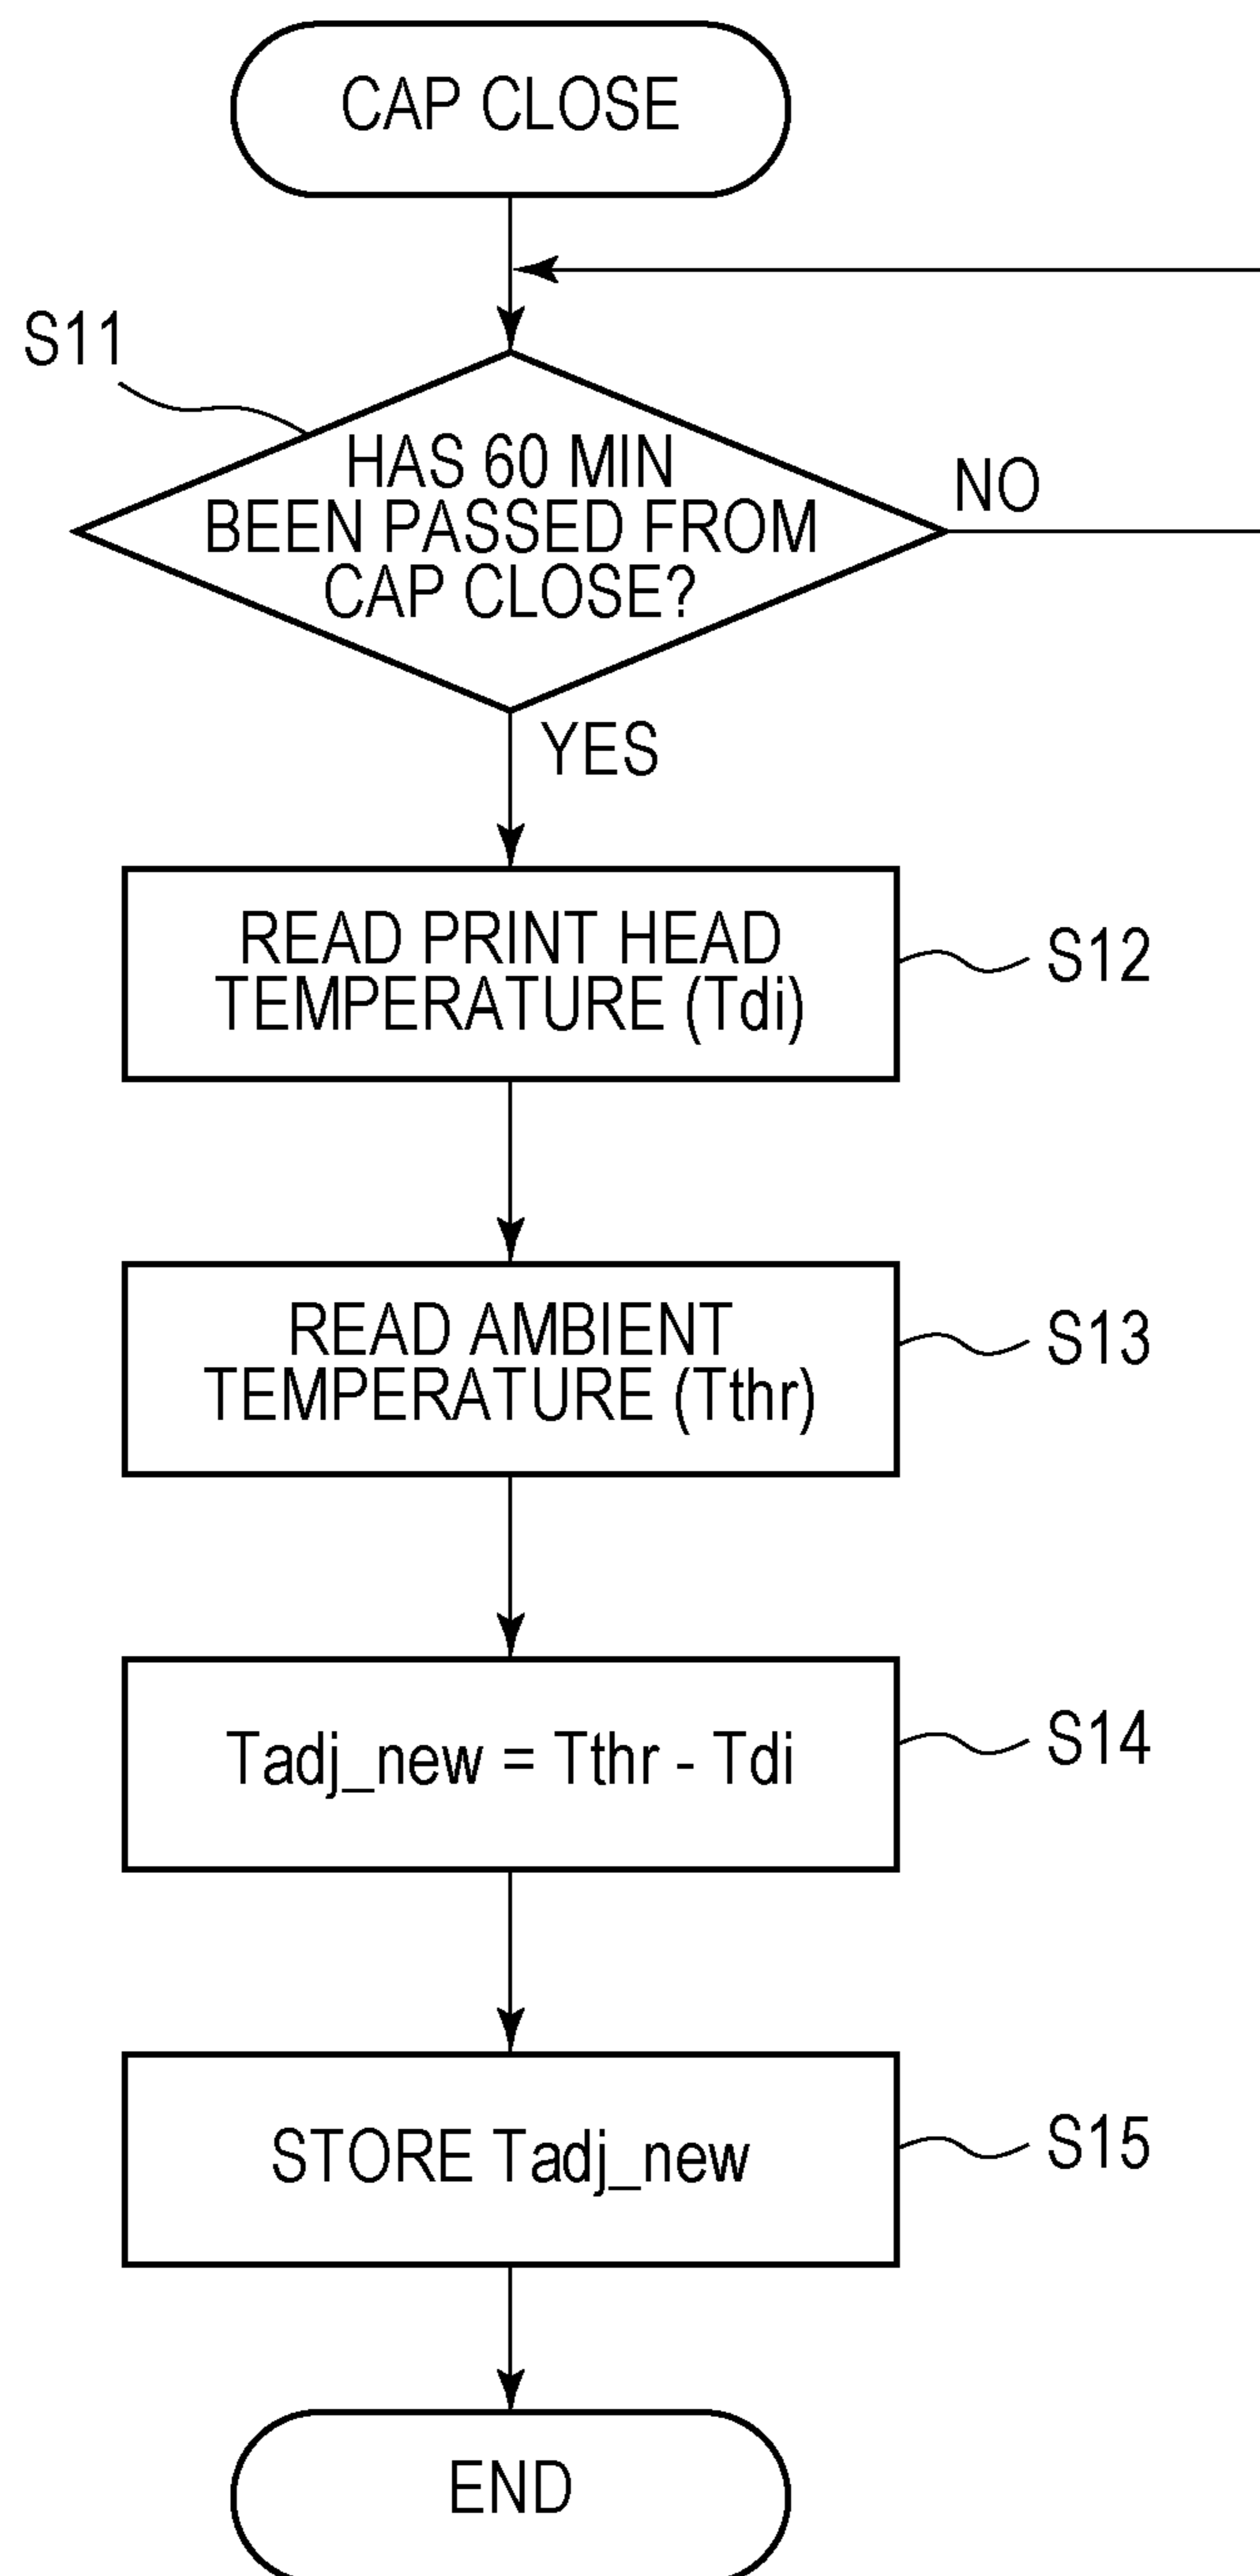 CAP CLOSE
S11
HAS 60 MIN
BEEN PASSED FROM
CAP CLOSE?
NO
YES
READ PRINT HEAD
TEMPERATURE (Tdi)
S12
READ AMBIENT
TEMPERATURE (Tthr)
S13
Tadj_new = Tthr - Tdi
S14
STORE Tadj_new
S15
END